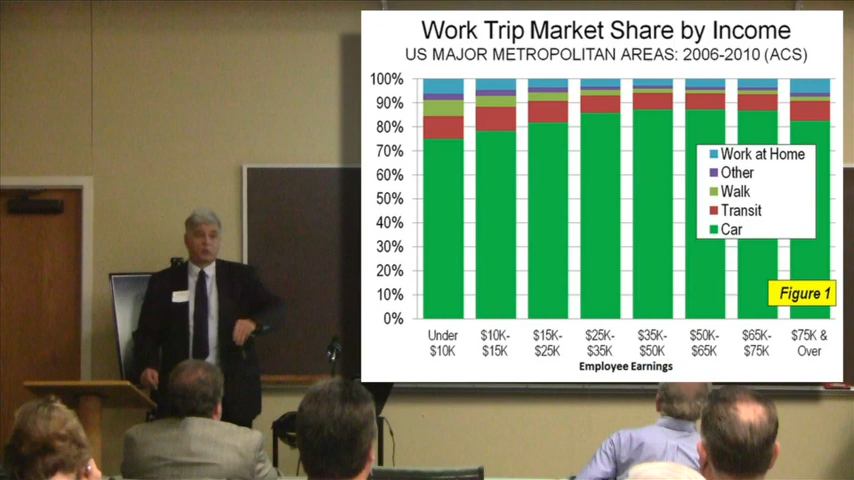 Work Trip Market Share by Income
US MAJOR METROPOLITAN AREAS: 2006-2010 (ACS)
100%
90%
80%
70%
60%
50%
40%
30%
20%
10%
0%
Work at Home
Other
Walk
Transit
Car
Figure 1
Under $10K
$10K- $15K
$15K- $25K
$25K- $35K
$35K- $50K
$50K- $65K
$65K- $75K
$75K & Over
Employee Earnings